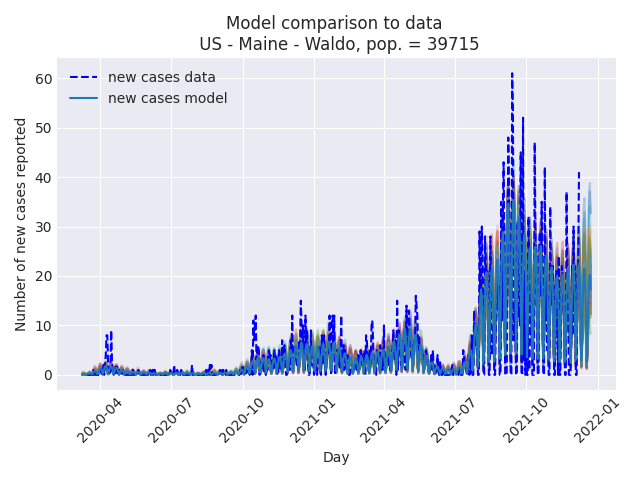 Model comparison to data
US - Maine - Waldo, pop. = 39715
new cases data
new cases model
Number of new cases reported
60
50
40
30
20
10
0
2020-04
2020-07
2020-10
2021-01
2021-04
2021-07
2021-10
2022-01
Day